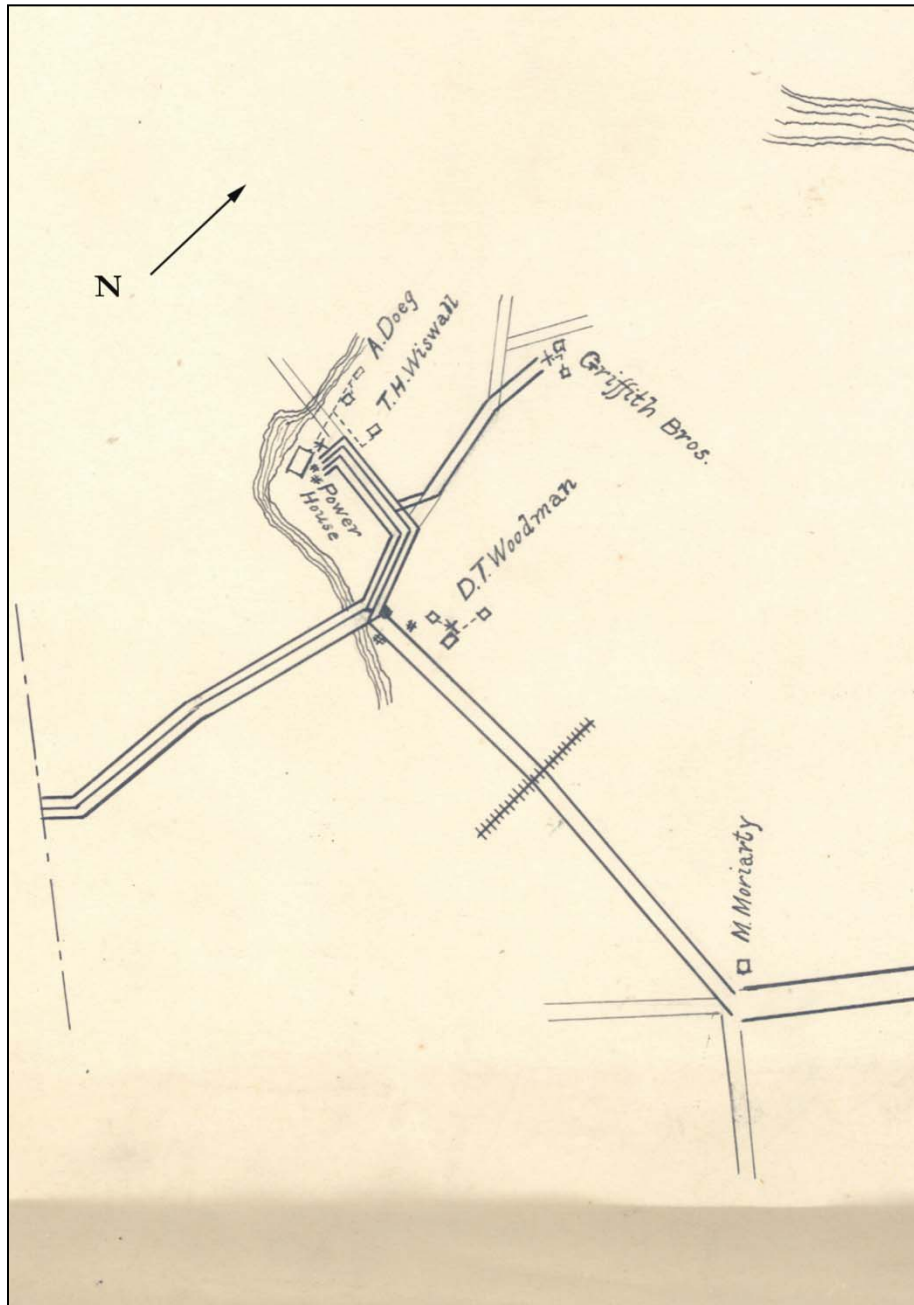 N
A. Doeg
T.H. Wiswall
Griffith Bros.
Power
House
D.T. Woodman
M. Moriarty